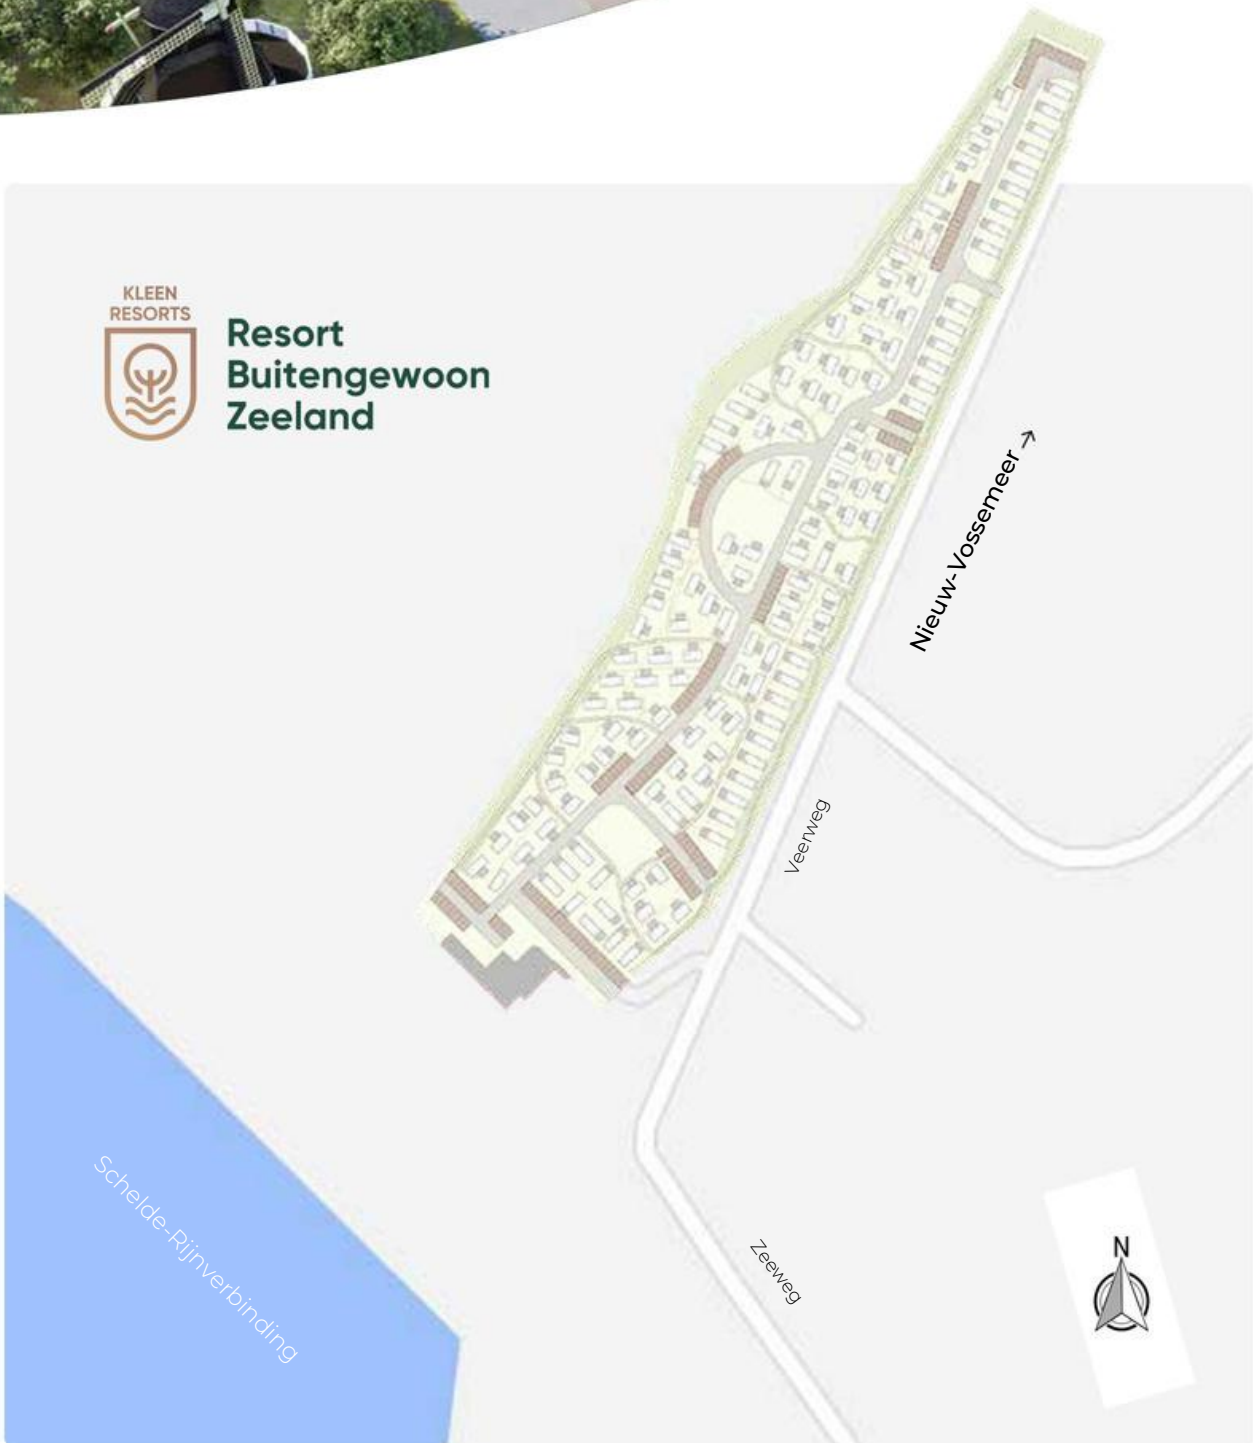 KLEEN
RESORTS
Resort
Buitengewoon
Zeeland
Nieuw-Vossemeer →
Veerweg
Schelde-Rijnverbinding
Zeeweg
N